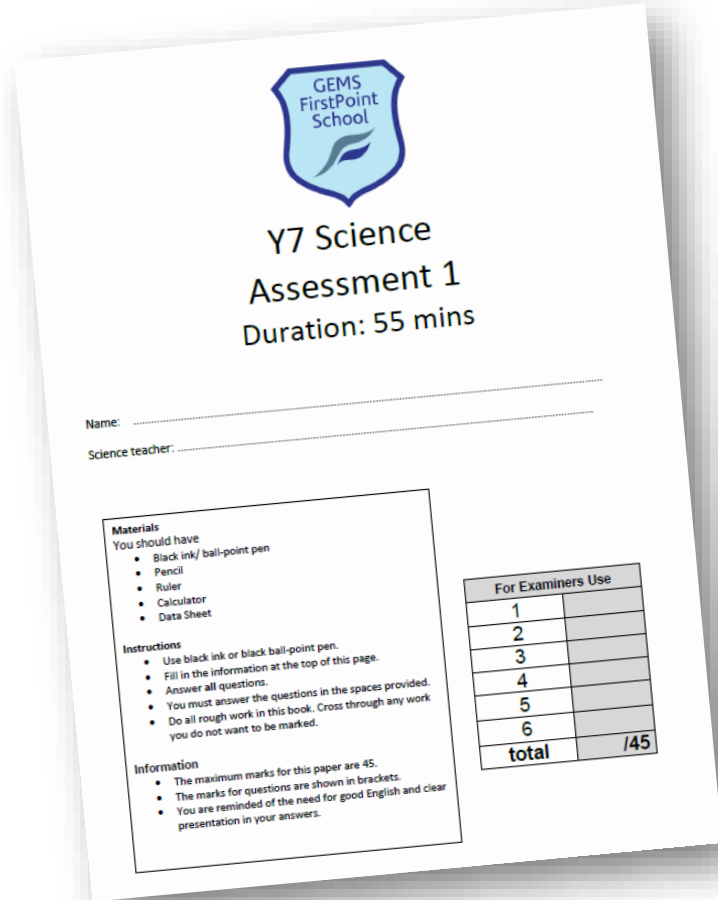 GEMS
FirstPoint
School
Y7 Science
Assessment 1
Duration: 55 mins
Name: ........................................................................
Science teacher: ........................................................................
Materials
You should have
• Black ink/ ball-point pen
• Pencil
• Ruler
• Calculator
• Data Sheet
Instructions
• Use black ink or black ball-point pen.
• Fill in the information at the top of this page.
• Answer all questions.
• You must answer the questions in the spaces provided.
• Do all rough work in this book. Cross through any work
you do not want to be marked.
Information
• The maximum marks for this paper are 45.
• The marks for questions are shown in brackets.
• You are reminded of the need for good English and clear
presentation in your answers.
For Examiners Use
1
2
3
4
5
6
total /45